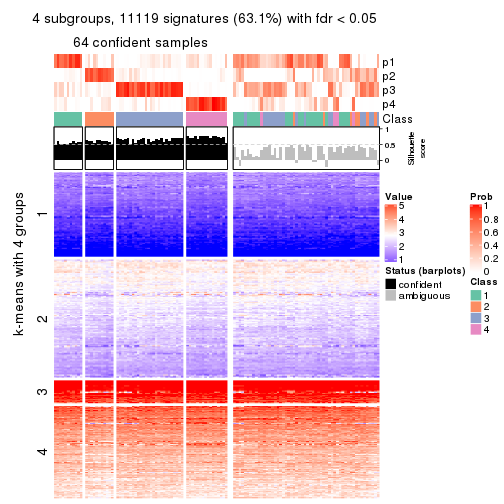 4 subgroups, 11119 signatures (63.1%) with fdr < 0.05
64 confident samples
p1
p2
p3
p4
Class
1
0.5
0
Silhouette
score
k-means with 4 groups
1
2
3
4
Value
5
4
3
2
1
Status (barplots)
confident
ambiguous
Prob
1
0.8
0.6
0.4
0.2
0
Class
1
2
3
4